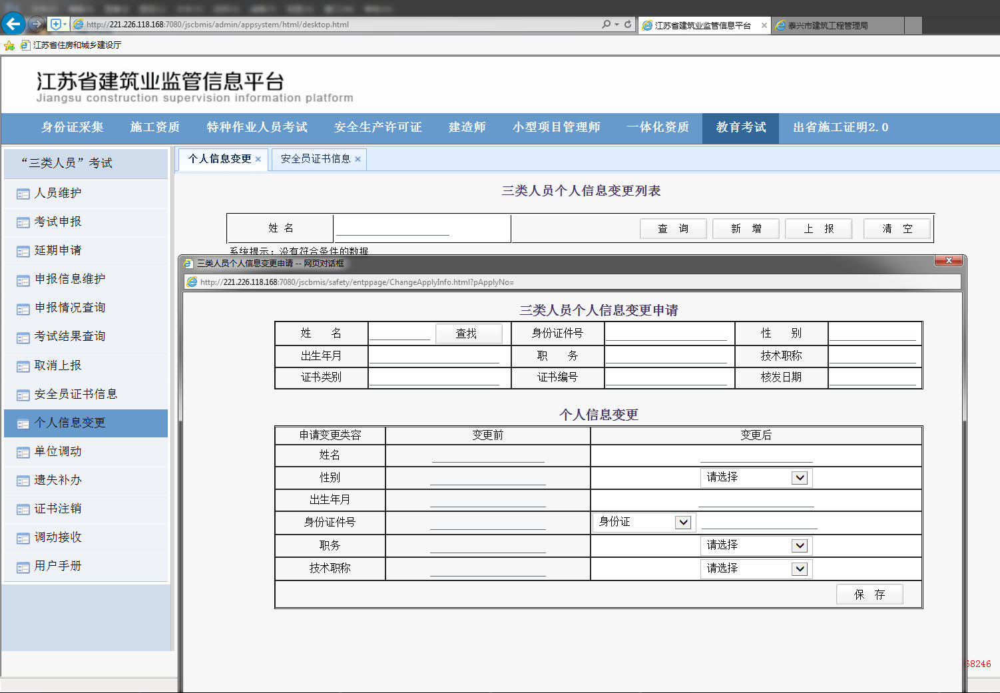 http://221.226.118.168:7080/jscbmis/admin/appsystem/html/desktop.html
江苏省建筑业监管信息平台
泰兴市建筑工程管理局
江苏省住房和城乡建设厅
江苏省建筑业监管信息平台
Jiangsu construction supervision information platform
身份证采集 施工资质 特种作业人员考试 安全生产许可证 建造师 小型项目管理师 一体化资质 教育考试 出省施工证明2.0
“三类人员”考试
人员维护
考试申报
延期申请
申报信息维护
申报情况查询
考试结果查询
取消上报
安全员证书信息
个人信息变更
单位调动
遗失补办
证书注销
调动接收
用户手册
个人信息变更 安全员证书信息
三类人员个人信息变更列表
姓 名 查 询 新 增 上 报 清 空
系统提示：没有符合条件的数据
三类人员个人信息变更申请 -- 网页对话框
http://221.226.118.168:7080/jscbmis/safety/entppage/ChangeApplyInfo.html?pApplyNo=
三类人员个人信息变更申请
姓 名 查找 身份证件号 性 别
出生年月 职 务 技术职称
证书类别 证书编号 核发日期
个人信息变更
申请变更类容 变更前 变更后
姓名
性别 请选择
出生年月
身份证件号 身份证
职务 请选择
技术职称 请选择
保 存
68246